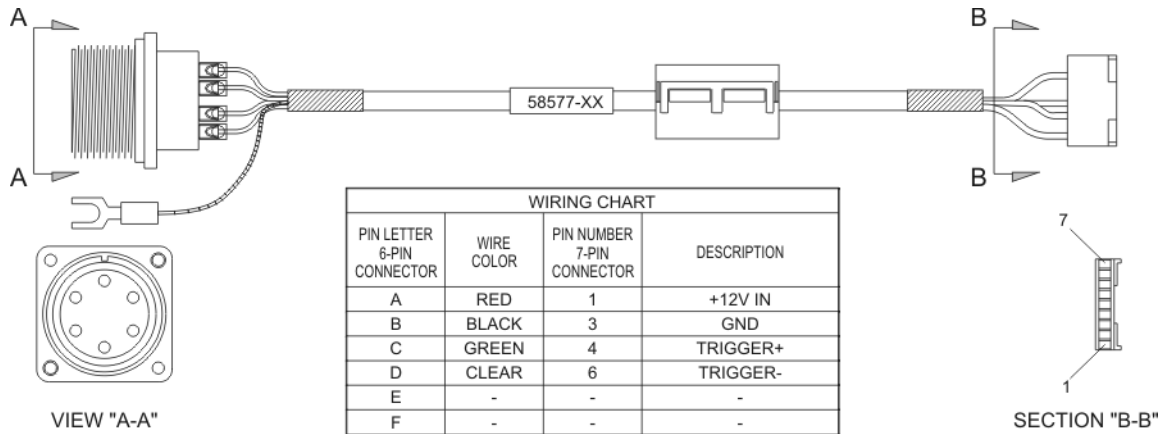 A
B
58577-XX
A
B
WIRING CHART
PIN LETTER
6-PIN
CONNECTOR
WIRE
COLOR
PIN NUMBER
7-PIN
CONNECTOR
DESCRIPTION
A RED 1 +12V IN
B BLACK 3 GND
C GREEN 4 TRIGGER+
D CLEAR 6 TRIGGER-
E - - -
F - - -
7
1
VIEW "A-A"
SECTION "B-B"